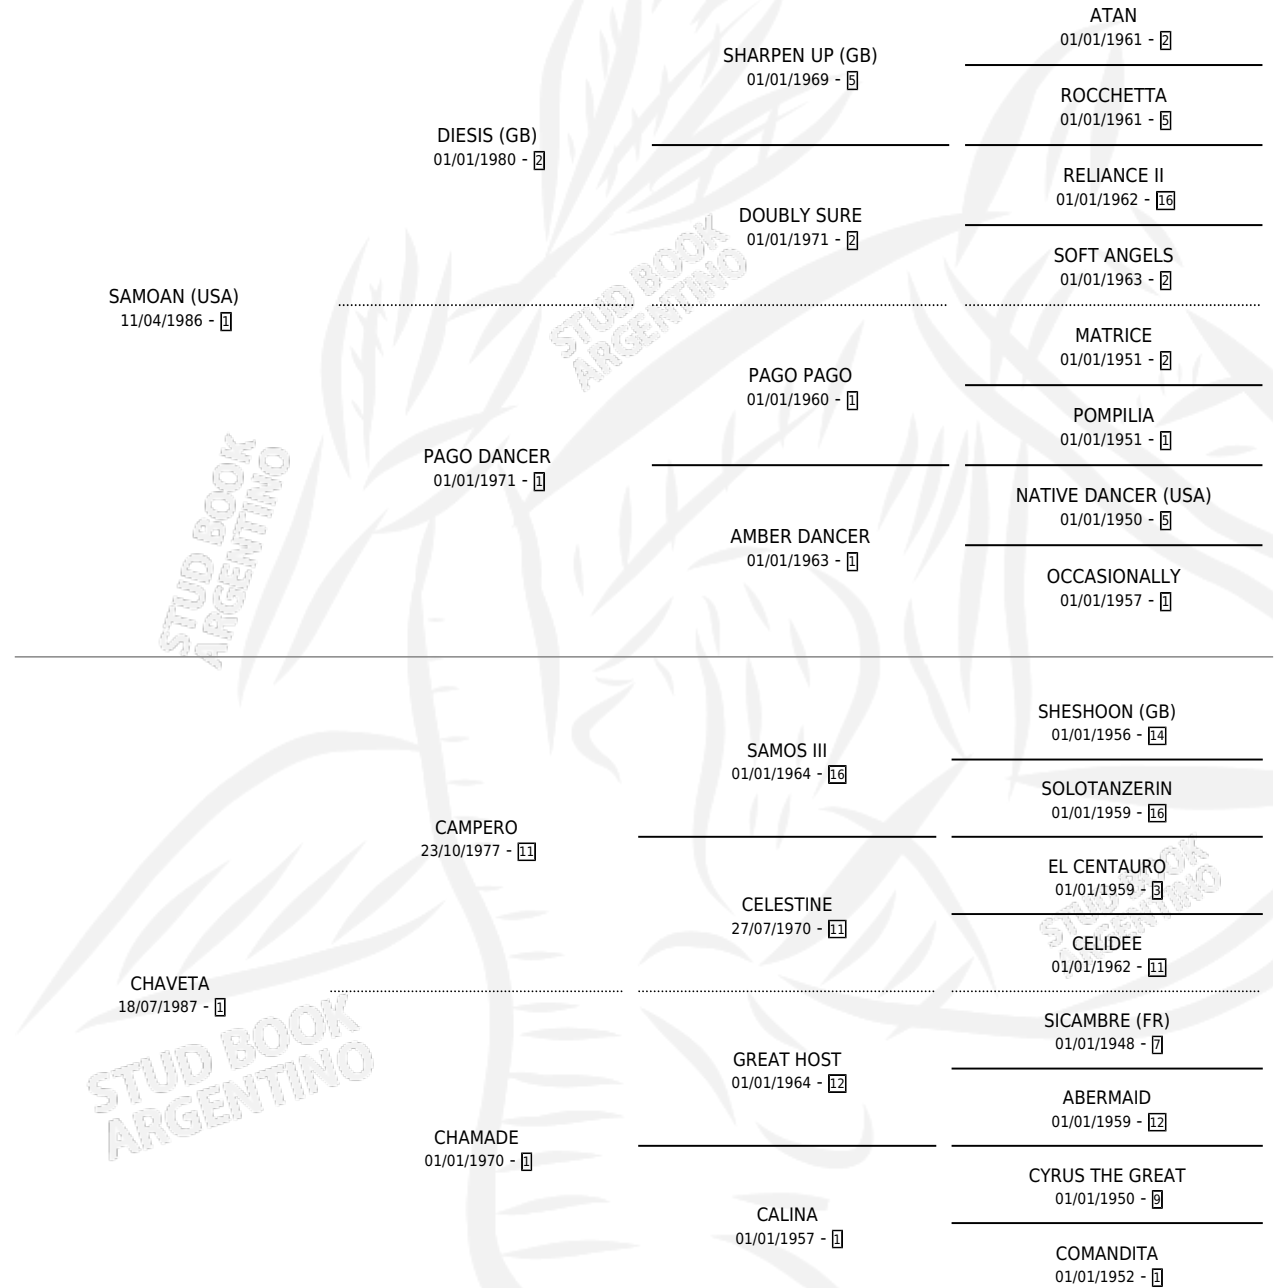 ATAN
01/01/1961 - 2
SHARPEN UP (GB)
01/01/1969 - 5
ROCCHETTA
01/01/1961 - 5
DIESIS (GB)
01/01/1980 - 2
RELIANCE II
01/01/1962 - 16
DOUBLY SURE
01/01/1971 - 2
SOFT ANGELS
01/01/1963 - 2
SAMOAN (USA)
11/04/1986 - 1
MATRICE
01/01/1951 - 2
PAGO PAGO
01/01/1960 - 1
POMPILIA
01/01/1951 - 1
PAGO DANCER
01/01/1971 - 1
NATIVE DANCER (USA)
01/01/1950 - 5
AMBER DANCER
01/01/1963 - 1
OCCASIONALLY
01/01/1957 - 1
SHESHOON (GB)
01/01/1956 - 14
SAMOS III
01/01/1964 - 16
SOLOTANZERIN
01/01/1959 - 16
CAMPERO
23/10/1977 - 11
EL CENTAURO
01/01/1959 - 3
CELESTINE
27/07/1970 - 11
CELIDEE
01/01/1962 - 11
CHAVETA
18/07/1987 - 1
SICAMBRE (FR)
01/01/1948 - 7
GREAT HOST
01/01/1964 - 12
ABERMAID
01/01/1959 - 12
CHAMADE
01/01/1970 - 1
CYRUS THE GREAT
01/01/1950 - 9
CALINA
01/01/1957 - 1
COMANDITA
01/01/1952 - 1
STUD BOOK
ARGENTINO
STUD BOOK
ARGENTINO
STUD BOOK
ARGENTINO
STUD BOOK
ARGENTINO